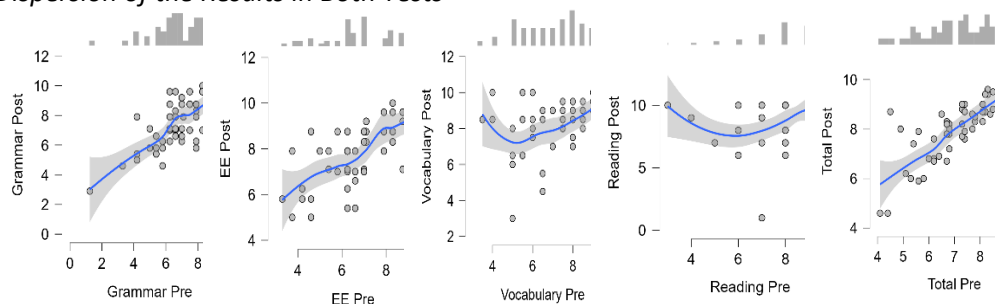 Dispersion of the Results in Both Tests
Grammar Post
12
10
8
6
4
2
0
0 2 4 6 8
Grammar Pre
EE Post
12
10
8
6
4
4 6 8
EE Pre
Vocabulary Post
12
10
8
6
4
2
4 6 8
Vocabulary Pre
Reading Post
10
5
0
4 6 8
Reading Pre
Total Post
10
8
6
4
4 5 6 7 8
Total Pre